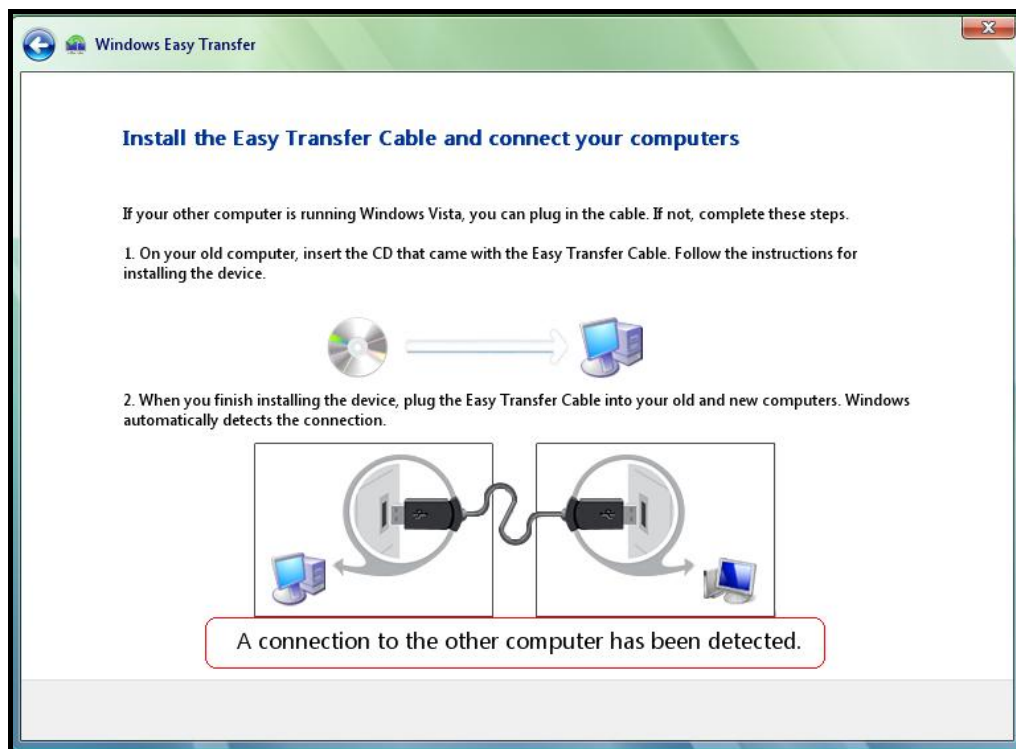 Windows Easy Transfer
Install the Easy Transfer Cable and connect your computers
If your other computer is running Windows Vista, you can plug in the cable. If not, complete these steps.
1. On your old computer, insert the CD that came with the Easy Transfer Cable. Follow the instructions for
installing the device.
2. When you finish installing the device, plug the Easy Transfer Cable into your old and new computers. Windows
automatically detects the connection.
A connection to the other computer has been detected.